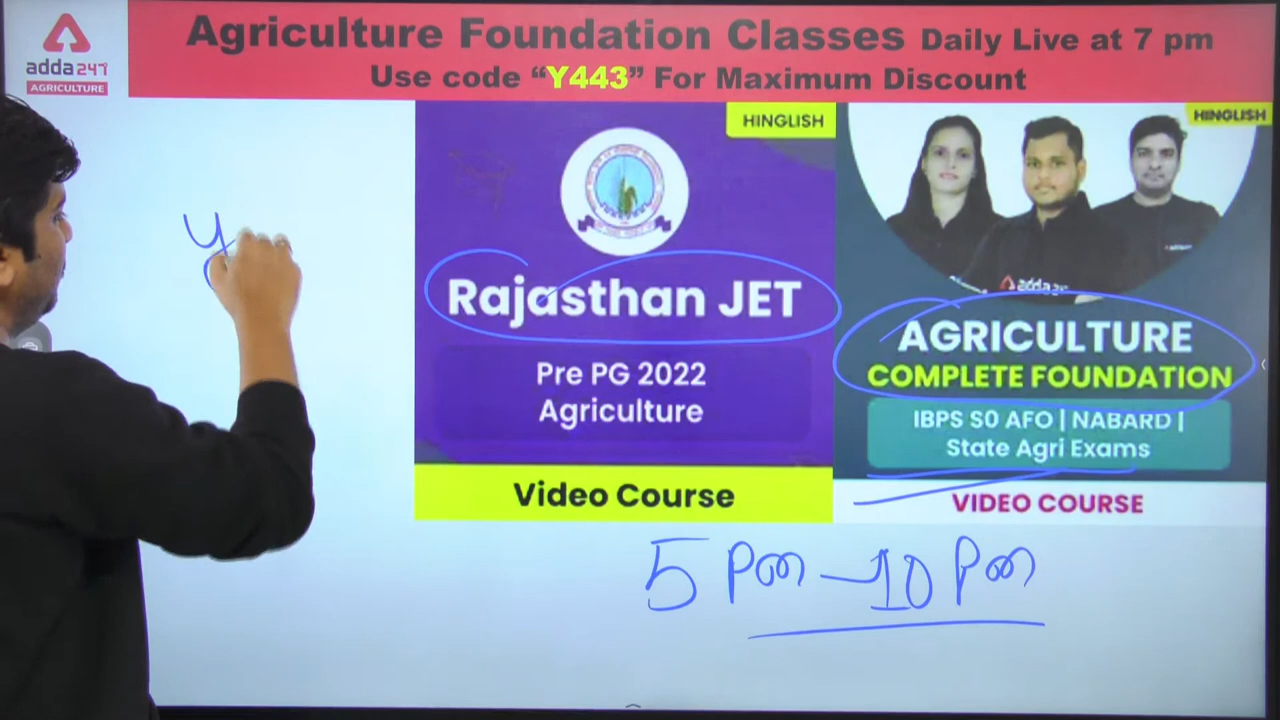 Agriculture Foundation Classes Daily Live at 7 pm
Use code “Y443” For Maximum Discount
adda247
AGRICULTURE
HINGLISH
Rajasthan JET
Pre PG 2022
Agriculture
Video Course
HINGLISH
AGRICULTURE
COMPLETE FOUNDATION
IBPS SO AFO | NABARD |
State Agri Exams
VIDEO COURSE
Y
5 Pm - 10 Pm